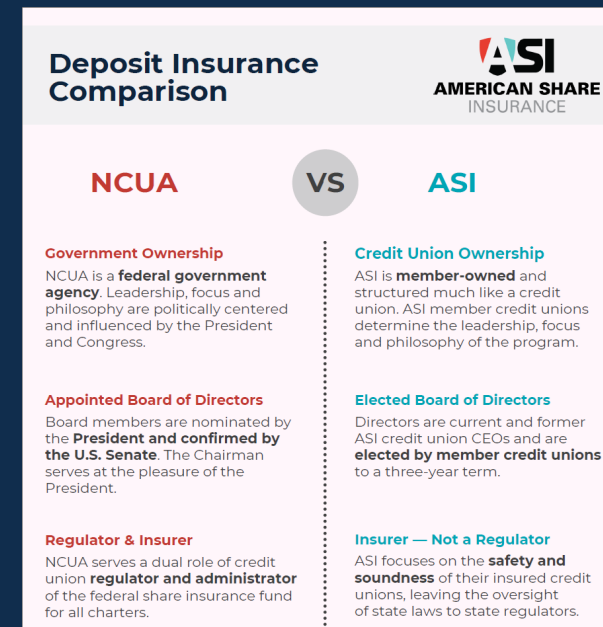 Deposit Insurance
Comparison
ASI
AMERICAN SHARE
INSURANCE
NCUA
VS
ASI
Government Ownership
NCUA is a federal government
agency. Leadership, focus and
philosophy are politically centered
and influenced by the President
and Congress.
Credit Union Ownership
ASI is member-owned and
structured much like a credit
union. ASI member credit unions
determine the leadership, focus
and philosophy of the program.
Appointed Board of Directors
Board members are nominated by
the President and confirmed by
the U.S. Senate. The Chairman
serves at the pleasure of the
President.
Elected Board of Directors
Directors are current and former
ASI credit union CEOs and are
elected by member credit unions
to a three-year term.
Regulator & Insurer
NCUA serves a dual role of credit
union regulator and administrator
of the federal share insurance fund
for all charters.
Insurer — Not a Regulator
ASI focuses on the safety and
soundness of their insured credit
unions, leaving the oversight
of state laws to state regulators.